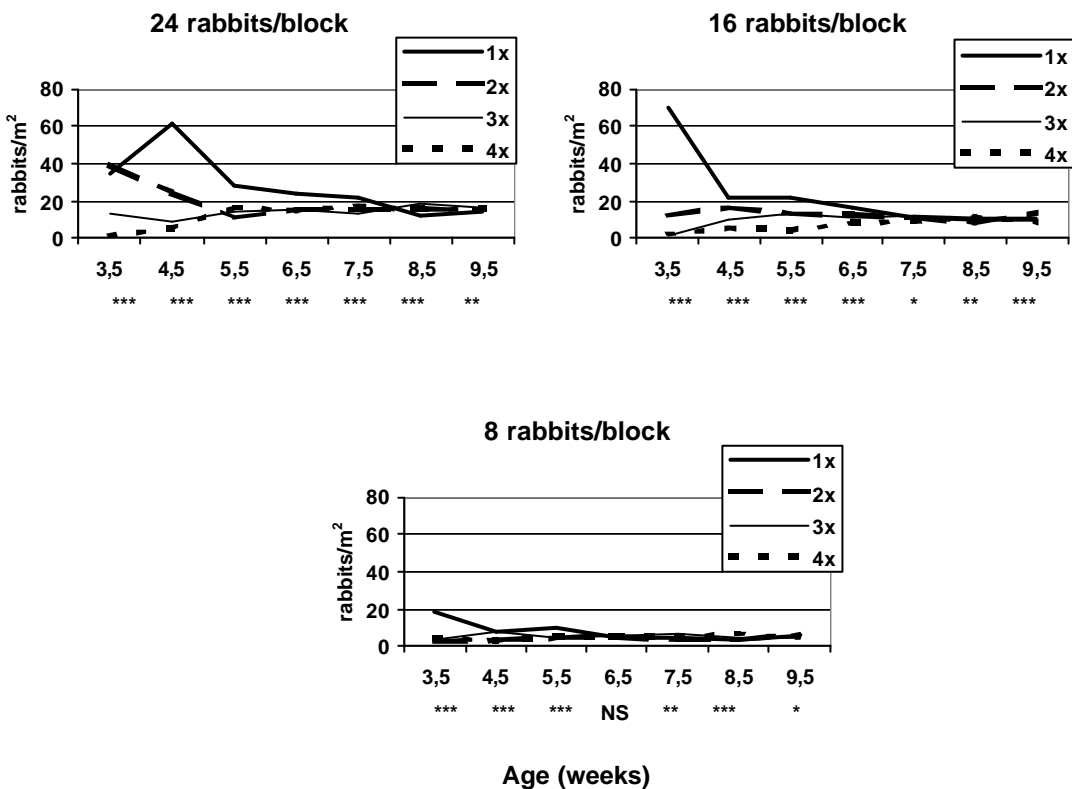 24 rabbits/block
1x
2x
3x
4x
80
60
40
20
0
rabbits/m²
3,5 4,5 5,5 6,5 7,5 8,5 9,5
*** *** *** *** *** *** **
16 rabbits/block
1x
2x
3x
4x
80
60
40
20
0
rabbits/m²
3,5 4,5 5,5 6,5 7,5 8,5 9,5
*** *** *** *** * ** ***
8 rabbits/block
1x
2x
3x
4x
80
60
40
20
0
rabbits/m²
3,5 4,5 5,5 6,5 7,5 8,5 9,5
*** *** *** NS ** *** *
Age (weeks)